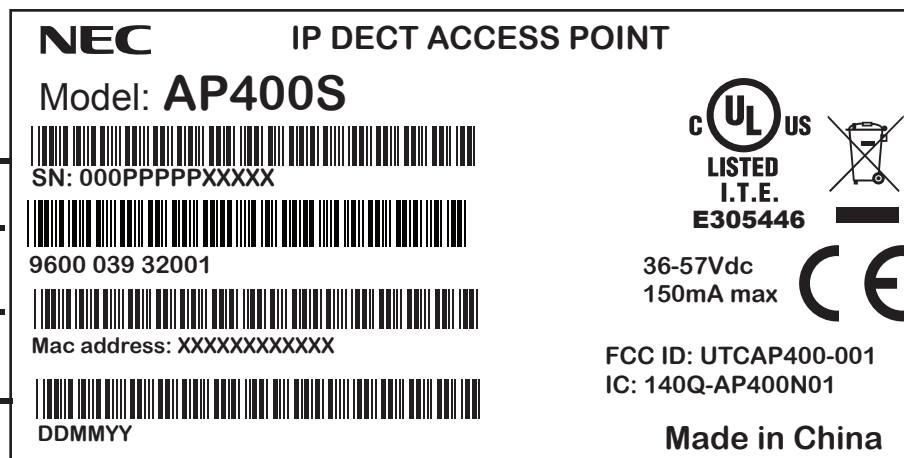 NEC IP DECT ACCESS POINT
Model: AP400S
SN: 000PPPPPXXXXX
9600 039 32001
Mac address: XXXXXXXXXXXX
DDMMYY
C UL US
LISTED
I.T.E.
E305446
36-57Vdc
150mA max
CE
FCC ID: UTCAP400-001
IC: 140Q-AP400N01
Made in China